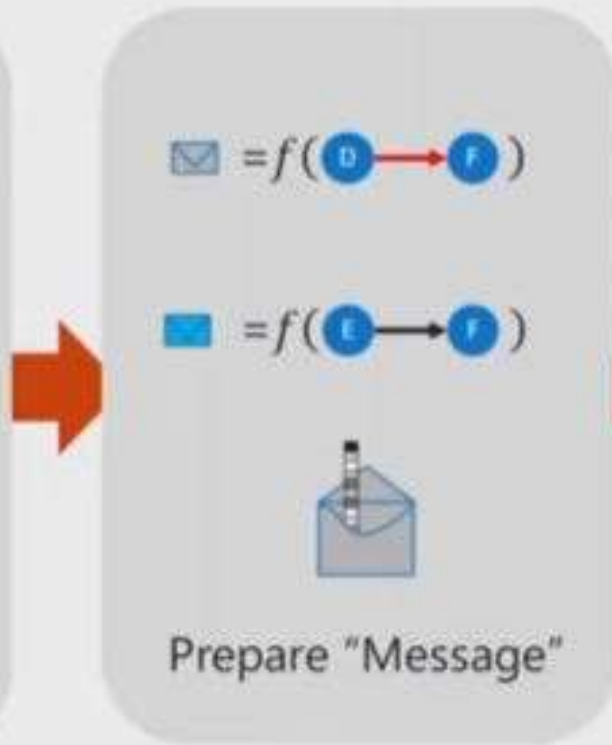 =f( D F )
=f( E F )
Prepare "Message"